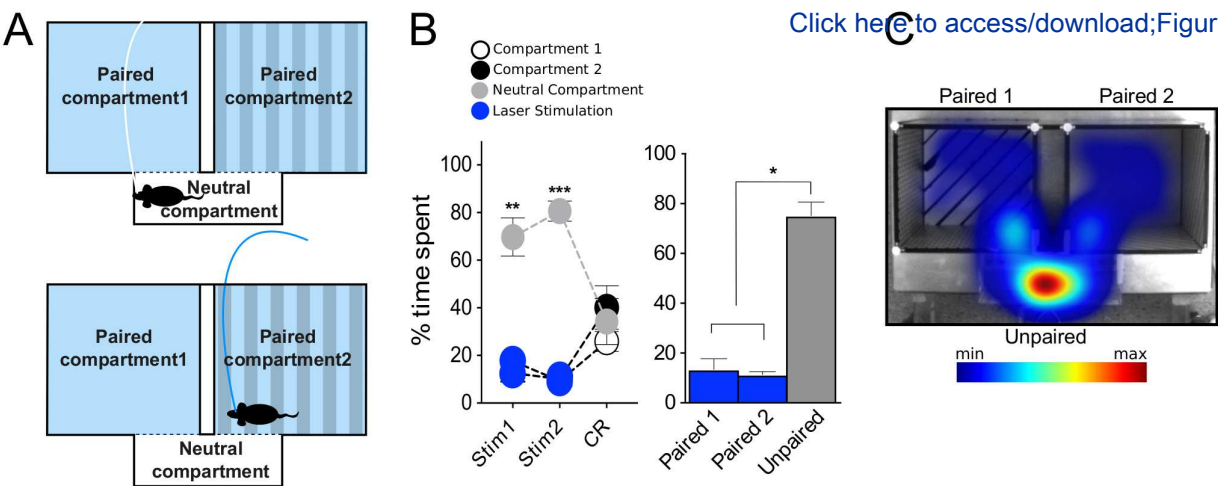 A
Paired
compartment1
Paired
compartment2
Neutral
compartment
Paired
compartment1
Paired
compartment2
Neutral
compartment
B
Compartment 1
Compartment 2
Neutral Compartment
Laser Stimulation
% time spent
100
80
60
40
20
0
**
***
Stim1
Stim2
CR
100
80
60
40
20
0
*
Paired 1
Paired 2
Unpaired
Click here to access/download;Figur
C
Paired 1
Paired 2
Unpaired
min
max